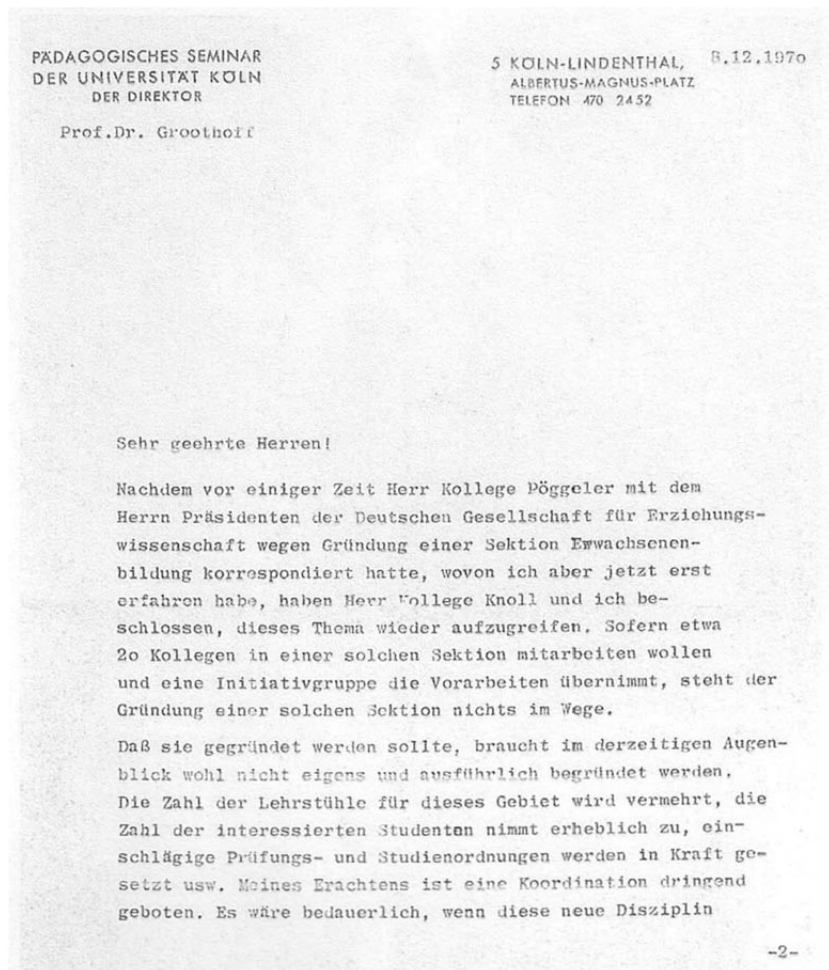 PÄDAGOGISCHES SEMINAR
DER UNIVERSITÄT KÖLN
DER DIREKTOR
Prof.Dr. Groothoff
5 KÖLN-LINDENTHAL, 8.12.197o
ALBERTUS-MAGNUS-PLATZ
TELEFON 470 2452
Sehr geehrte Herren!
Nachdem vor einiger Zeit Herr Kollege Pöggeler mit dem
Herrn Präsidenten der Deutschen Gesellschaft für Erziehungs-
wissenschaft wegen Gründung einer Sektion Ewwachsenen-
bildung korrespondiert hatte, wovon ich aber jetzt erst
erfahren habe, haben Herr Kollege Knoll und ich be-
schlossen, dieses Thema wieder aufzugreifen. Sofern etwa
2o Kollegen in einer solchen Sektion mitarbeiten wollen
und eine Initiativgruppe die Vorarbeiten übernimmt, steht der
Gründung einer solchen Sektion nichts im Wege.
Daß sie gegründet werden sollte, braucht im derzeitigen Augen-
blick wohl nicht eigens und ausführlich begründet werden.
Die Zahl der Lehrstühle für dieses Gebiet wird vermehrt, die
Zahl der interessierten Studenten nimmt erheblich zu, ein-
schlägige Prüfungs- und Studienordnungen werden in Kraft ge-
setzt usw. Meines Erachtens ist eine Koordination dringend
geboten. Es wäre bedauerlich, wenn diese neue Disziplin
-2-